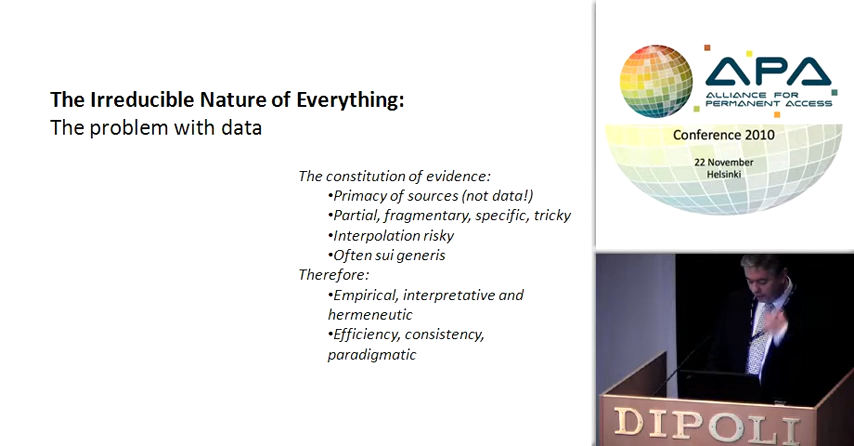 The Irreducible Nature of Everything:
The problem with data
The constitution of evidence:
•Primacy of sources (not data!)
•Partial, fragmentary, specific, tricky
•Interpolation risky
•Often sui generis
Therefore:
•Empirical, interpretative and
hermeneutic
•Efficiency, consistency,
paradigmatic
APA
ALLIANCE FOR
PERMANENT ACCESS
Conference 2010
22 November
Helsinki
DIPOLI